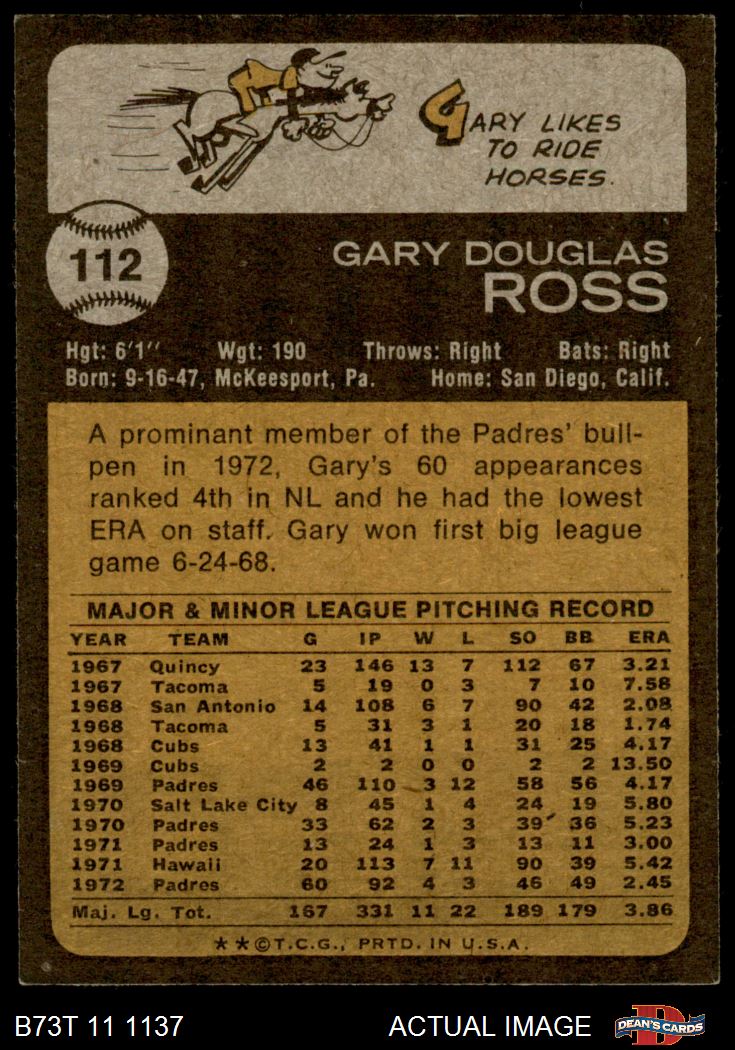 GARY LIKES
TO RIDE
HORSES.
112
GARY DOUGLAS
ROSS
Hgt: 6'1'' Wgt: 190 Throws: Right Bats: Right
Born: 9-16-47, McKeesport, Pa. Home: San Diego, Calif.
A prominant member of the Padres' bull-
pen in 1972, Gary's 60 appearances
ranked 4th in NL and he had the lowest
ERA on staff. Gary won first big league
game 6-24-68.
MAJOR & MINOR LEAGUE PITCHING RECORD
YEAR TEAM G IP W L SO BB ERA
1967 Quincy 23 146 13 7 112 67 3.21
1967 Tacoma 5 19 0 3 7 10 7.58
1968 San Antonio 14 108 6 7 90 42 2.08
1968 Tacoma 5 31 3 1 20 18 1.74
1968 Cubs 13 41 1 1 31 25 4.17
1969 Cubs 2 2 0 0 2 2 13.50
1969 Padres 46 110 3 12 58 56 4.17
1970 Salt Lake City 8 45 1 4 24 19 5.80
1970 Padres 33 62 2 3 39 36 5.23
1971 Padres 13 24 1 3 13 11 3.00
1971 Hawaii 20 113 7 11 90 39 5.42
1972 Padres 60 92 4 3 46 49 2.45
Maj. Lg. Tot. 167 331 11 22 189 179 3.86
★★©T.C.G., PRTD. IN U.S.A.
B73T 11 1137 ACTUAL IMAGE D DEAN'S CARDS